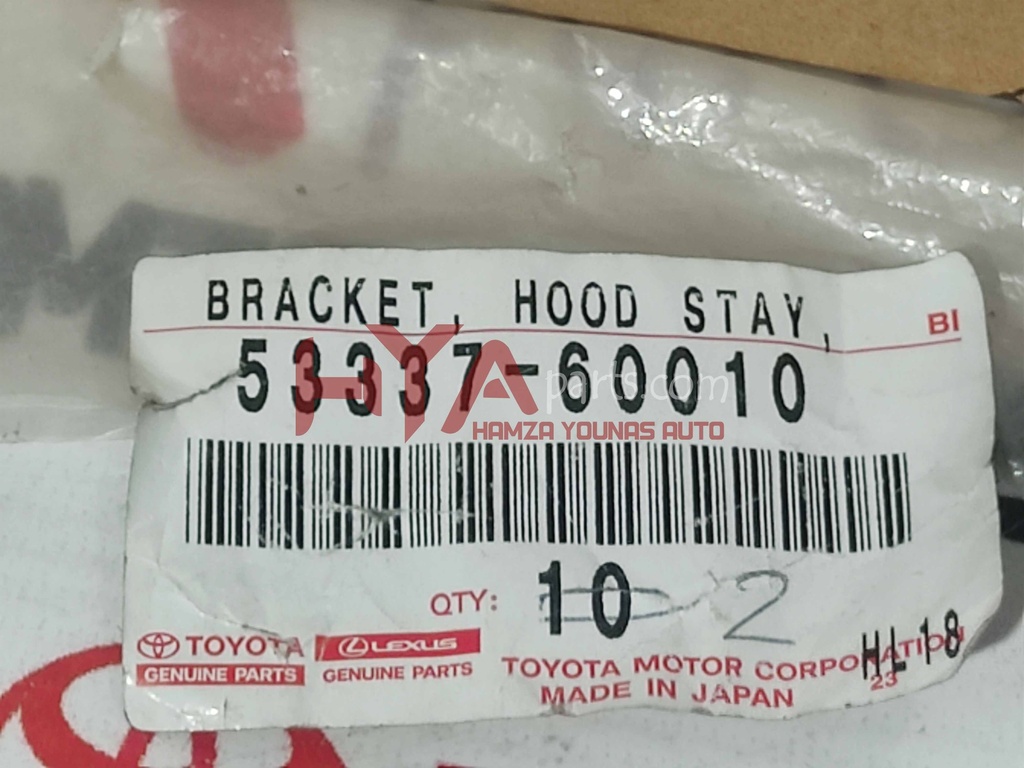 BRACKET, HOOD STAY,
BI
53337-60010
HYA parts.com
HAMZA YOUNAS AUTO
QTY: 10 2
TOYOTA LEXUS
GENUINE PARTS GENUINE PARTS
TOYOTA MOTOR CORPORATION
HL18
MADE IN JAPAN
23